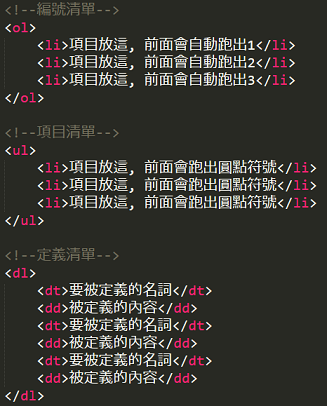 <!--編號清單-->
<ol>
    <li>項目放這, 前面會自動跑出1</li>
    <li>項目放這, 前面會自動跑出2</li>
    <li>項目放這, 前面會自動跑出3</li>
</ol>

<!--項目清單-->
<ul>
    <li>項目放這, 前面會跑出圓點符號</li>
    <li>項目放這, 前面會跑出圓點符號</li>
    <li>項目放這, 前面會跑出圓點符號</li>
</ul>

<!--定義清單-->
<dl>
    <dt>要被定義的名詞</dt>
    <dd>被定義的內容</dd>
    <dt>要被定義的名詞</dt>
    <dd>被定義的內容</dd>
    <dt>要被定義的名詞</dt>
    <dd>被定義的內容</dd>
</dl>